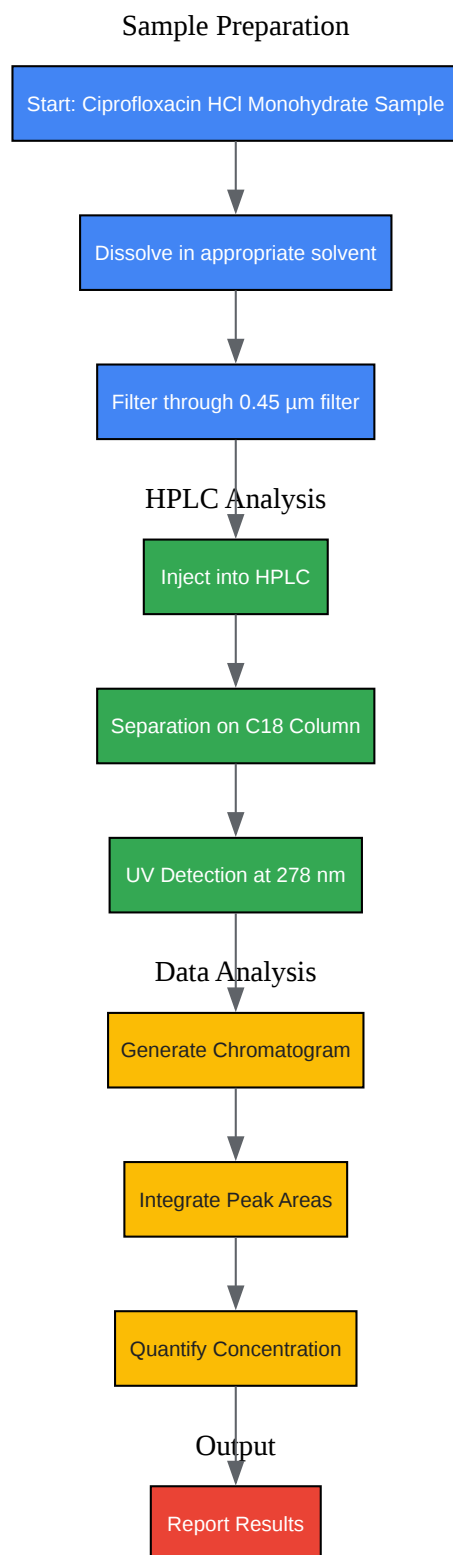 Sample Preparation
Start: Ciprofloxacin HCl Monohydrate Sample
Dissolve in appropriate solvent
Filter through 0.45 µm filter
HPLC Analysis
Inject into HPLC
Separation on C18 Column
UV Detection at 278 nm
Data Analysis
Generate Chromatogram
Integrate Peak Areas
Quantify Concentration
Output
Report Results